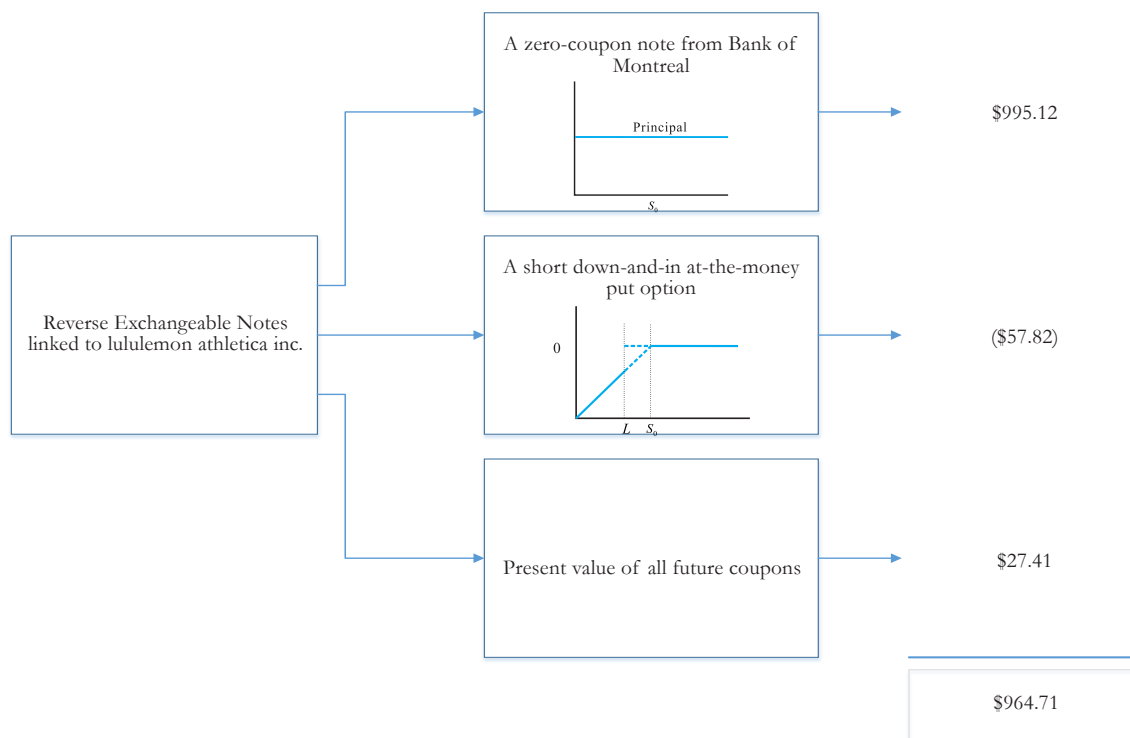 A zero-coupon note from Bank of
Montreal
Principal
S₀
$995.12
Reverse Exchangeable Notes
linked to lululemon athletica inc.
A short down-and-in at-the-money
put option
0
L S₀
($57.82)
Present value of all future coupons
$27.41
$964.71